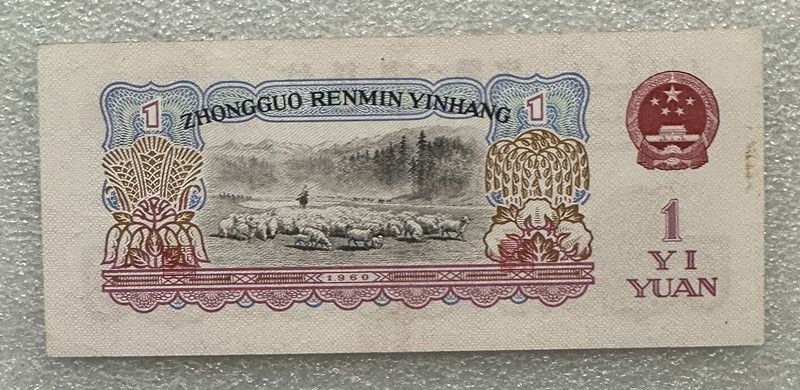 ZHONGGUO RENMIN YINHANG
1
1
1960
1
YI
YUAN